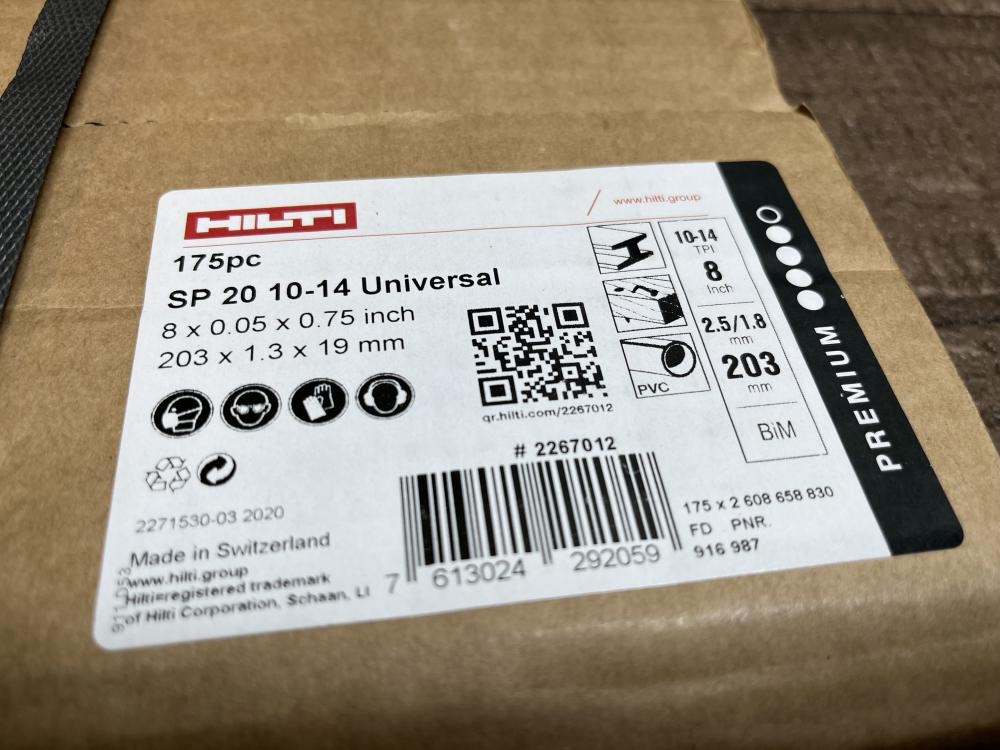 HILTI
www.hilti.group
175pc
SP 20 10-14 Universal
8 x 0.05 x 0.75 inch
203 x 1.3 x 19 mm
qr.hilti.com/2267012
# 2267012
PVC
10-14
TPI
8
Inch
2.5/1.8
mm
203
mm
BiM
PREMIUM
2271530-03 2020
Made in Switzerland
www.hilti.group
Hilti=registered trademark
of Hilti Corporation, Schaan, LI
7 613024 292059
175 x 2 608 658 830
FD PNR.
916 987